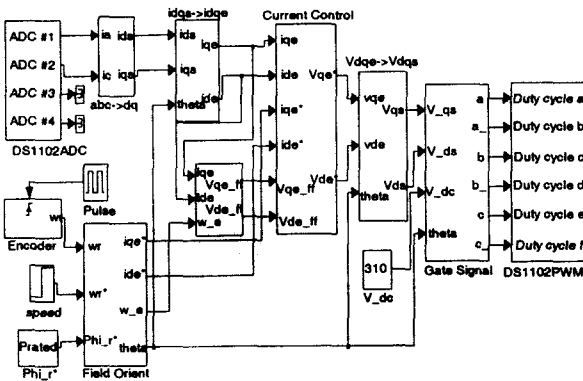 ADC #1
ADC #2
ADC #3
ADC #4
DS1102ADC
ia
ids
ic
iqs
abc->dq
idqs->idqe
ids
iqe
iqs
theta
ide
Current Control
iqe
ide
Vqe*
iqe*
ide*
Vqe_ff
Vde*
Vde_ff
iqe
Vqe_ff
ide
Vde_ff
w_e
Vdqe->Vdqs
vqe
Vqs
vde
Vds
theta
310
V_dc
V_qs
a
a_
V_ds
b
V_dc
b_
c
theta
c_
Gate Signal
Duty cycle a
Duty cycle b
Duty cycle c
Duty cycle d
Duty cycle e
Duty cycle f
DS1102PWM
Pulse
wr
Encoder
speed
Prated
Phi_r*
wr
iqe*
ide*
wr*
w_e
Phi_r*
theta
Field Orient